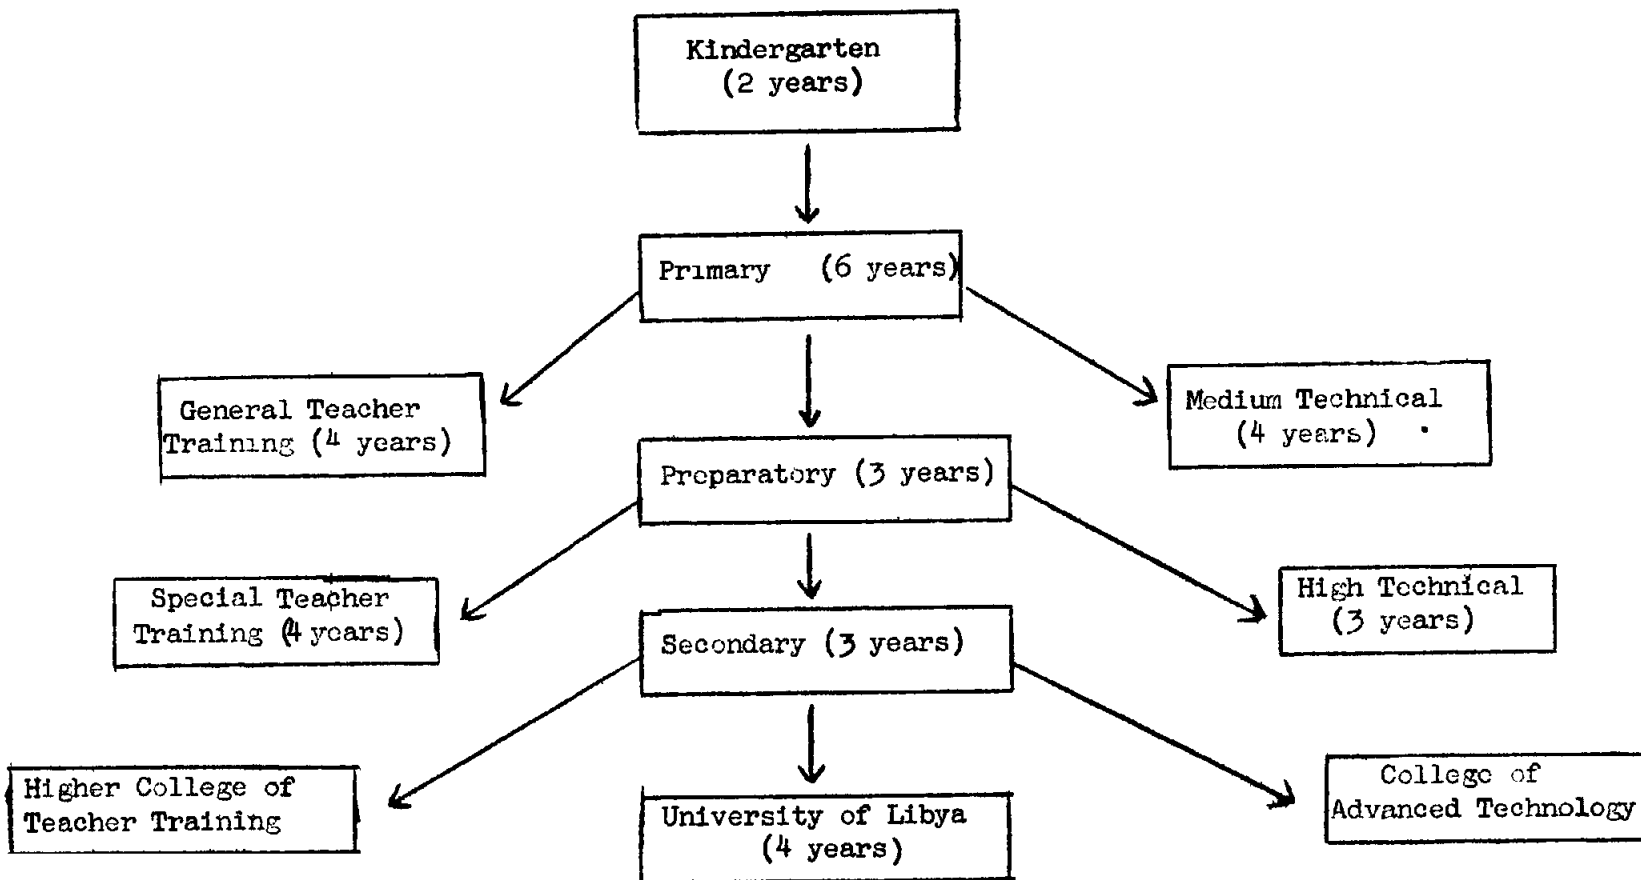 Kindergarten
(2 years)
Primary (6 years)
General Teacher
Training (4 years)
Medium Technical
(4 years)
Preparatory (3 years)
Special Teacher
Training (4 years)
High Technical
(3 years)
Secondary (3 years)
Higher College of
Teacher Training
University of Libya
(4 years)
College of
Advanced Technology